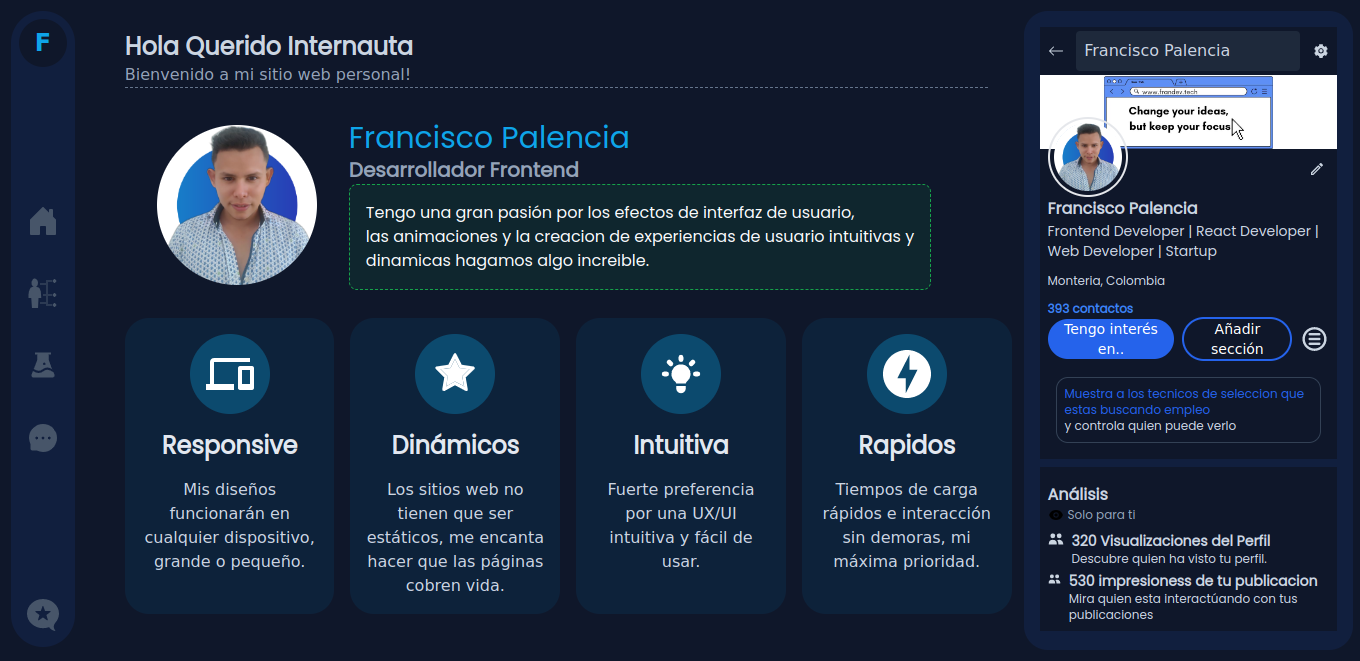 F
Hola Querido Internauta
Bienvenido a mi sitio web personal!
Francisco Palencia
Desarrollador Frontend
Tengo una gran pasión por los efectos de interfaz de usuario,
las animaciones y la creacion de experiencias de usuario intuitivas y
dinamicas hagamos algo increible.
Responsive
Mis diseños
funcionarán en
cualquier dispositivo,
grande o pequeño.
Dinámicos
Los sitios web no
tienen que ser
estáticos, me encanta
hacer que las páginas
cobren vida.
Intuitiva
Fuerte preferencia
por una UX/UI
intuitiva y fácil de
usar.
Rapidos
Tiempos de carga
rápidos e interacción
sin demoras, mi
máxima prioridad.
Francisco Palencia
www.frandev.tech
Change your ideas,
but keep your focus
Francisco Palencia
Frontend Developer | React Developer |
Web Developer | Startup
Monteria, Colombia
393 contactos
Tengo interés
en..
Añadir
sección
Muestra a los tecnicos de seleccion que
estas buscando empleo
y controla quien puede verlo
Análisis
Solo para ti
320 Visualizaciones del Perfil
Descubre quien ha visto tu perfil.
530 impresioness de tu publicacion
Mira quien esta interactúando con tus
publicaciones